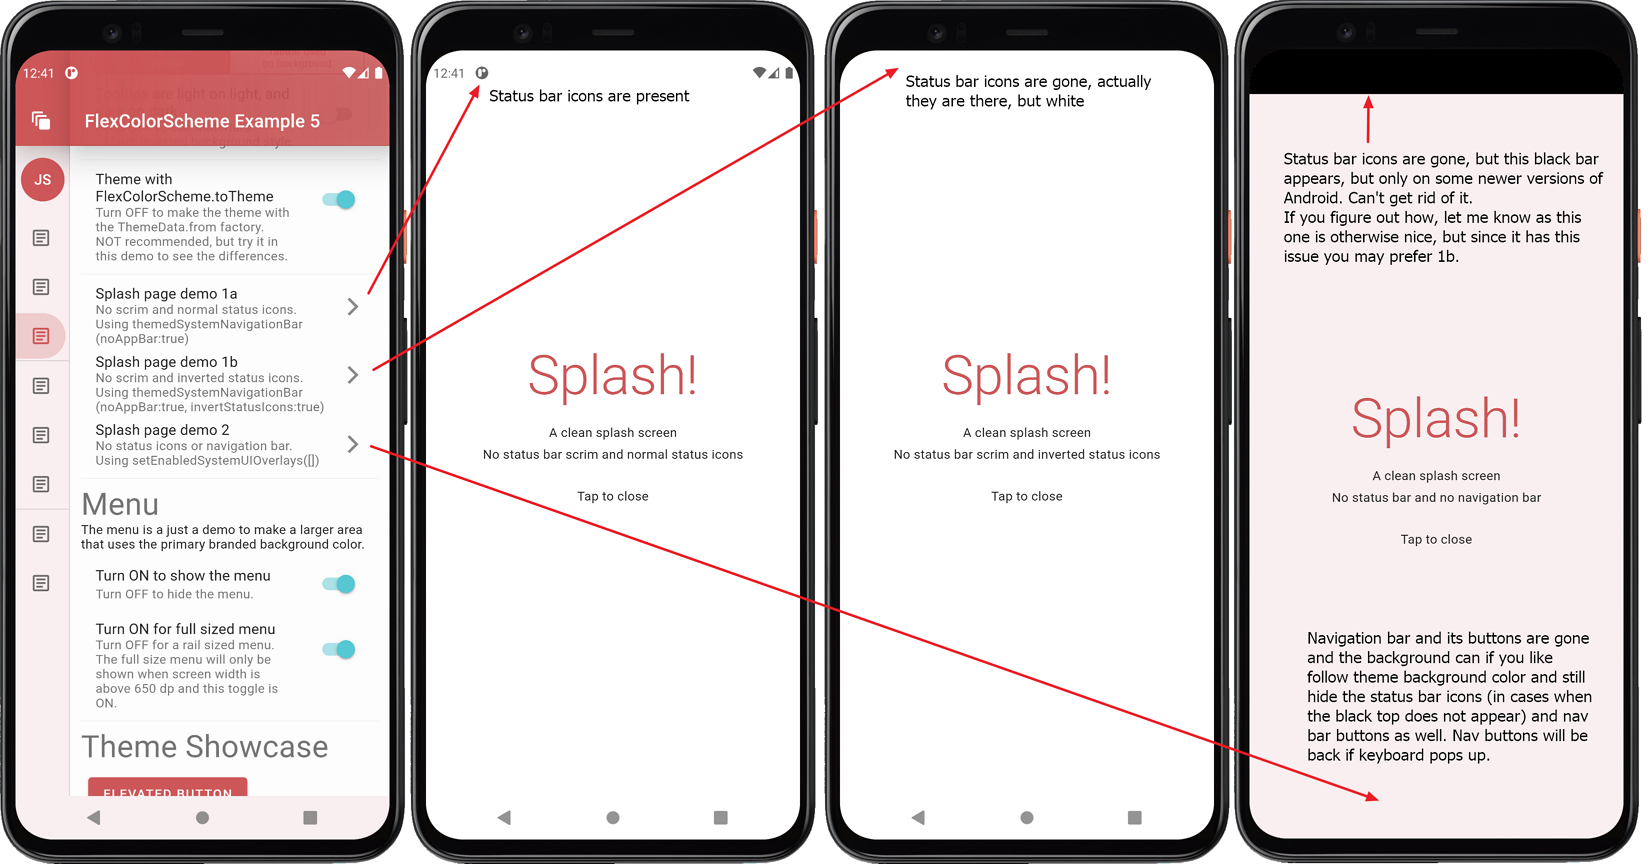 12:41
on background
Tooltips are light on light, and
FlexColorScheme Example 5
JS
Theme with
FlexColorScheme.toTheme
Turn OFF to make the theme with
the ThemeData.from factory.
NOT recommended, but try it in
this demo to see the differences.
Splash page demo 1a
No scrim and normal status icons.
Using themedSystemNavigationBar
(noAppBar:true)
Splash page demo 1b
No scrim and inverted status icons.
Using themedSystemNavigationBar
(noAppBar:true, invertStatusIcons:true)
Splash page demo 2
No status icons or navigation bar.
Using setEnabledSystemUIOverlays([])
Menu
The menu is a just a demo to make a larger area
that uses the primary branded background color.
Turn ON to show the menu
Turn OFF to hide the menu.
Turn ON for full sized menu
Turn OFF for a rail sized menu.
The full size menu will only be
shown when screen width is
above 650 dp and this toggle is
ON.
Theme Showcase
ELEVATED BUTTON
12:41
Status bar icons are present
Splash!
A clean splash screen
No status bar scrim and normal status icons
Tap to close
Status bar icons are gone, actually
they are there, but white
Splash!
A clean splash screen
No status bar scrim and inverted status icons
Tap to close
Status bar icons are gone, but this black bar
appears, but only on some newer versions of
Android. Can't get rid of it.
If you figure out how, let me know as this
one is otherwise nice, but since it has this
issue you may prefer 1b.
Splash!
A clean splash screen
No status bar and no navigation bar
Tap to close
Navigation bar and its buttons are gone
and the background can if you like
follow theme background color and still
hide the status bar icons (in cases when
the black top does not appear) and nav
bar buttons as well. Nav buttons will be
back if keyboard pops up.